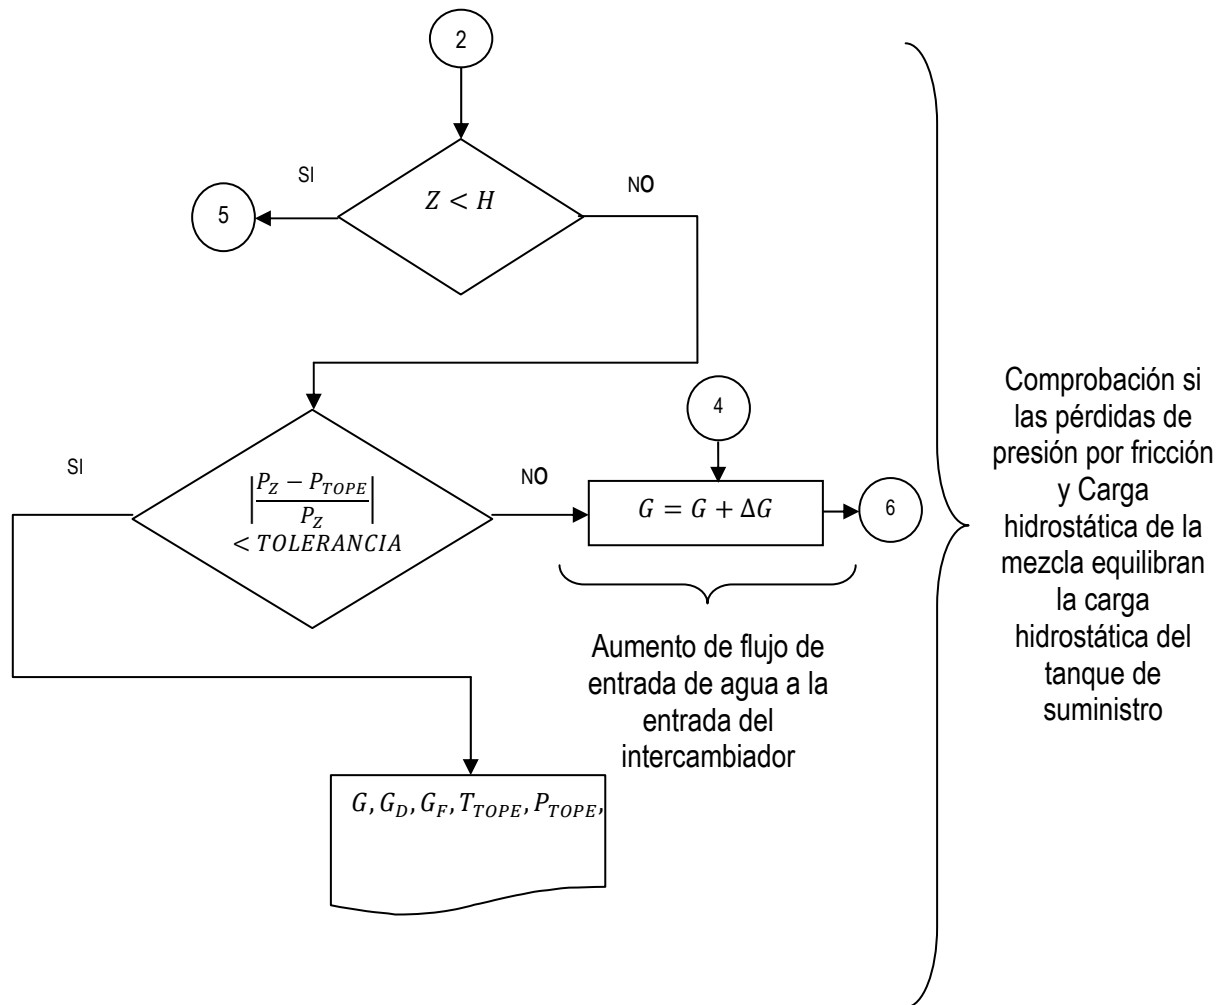 2
SI
Z < H
NO
5
4
SI
|P_Z − P_TOPE / P_Z|
< TOLERANCIA
NO
G = G + ΔG
6
Aumento de flujo de
entrada de agua a la
entrada del
intercambiador
G, G_D, G_F, T_TOPE, P_TOPE,
Comprobación si
las pérdidas de
presión por fricción
y Carga
hidrostática de la
mezcla equilibran
la carga
hidrostática del
tanque de
suministro